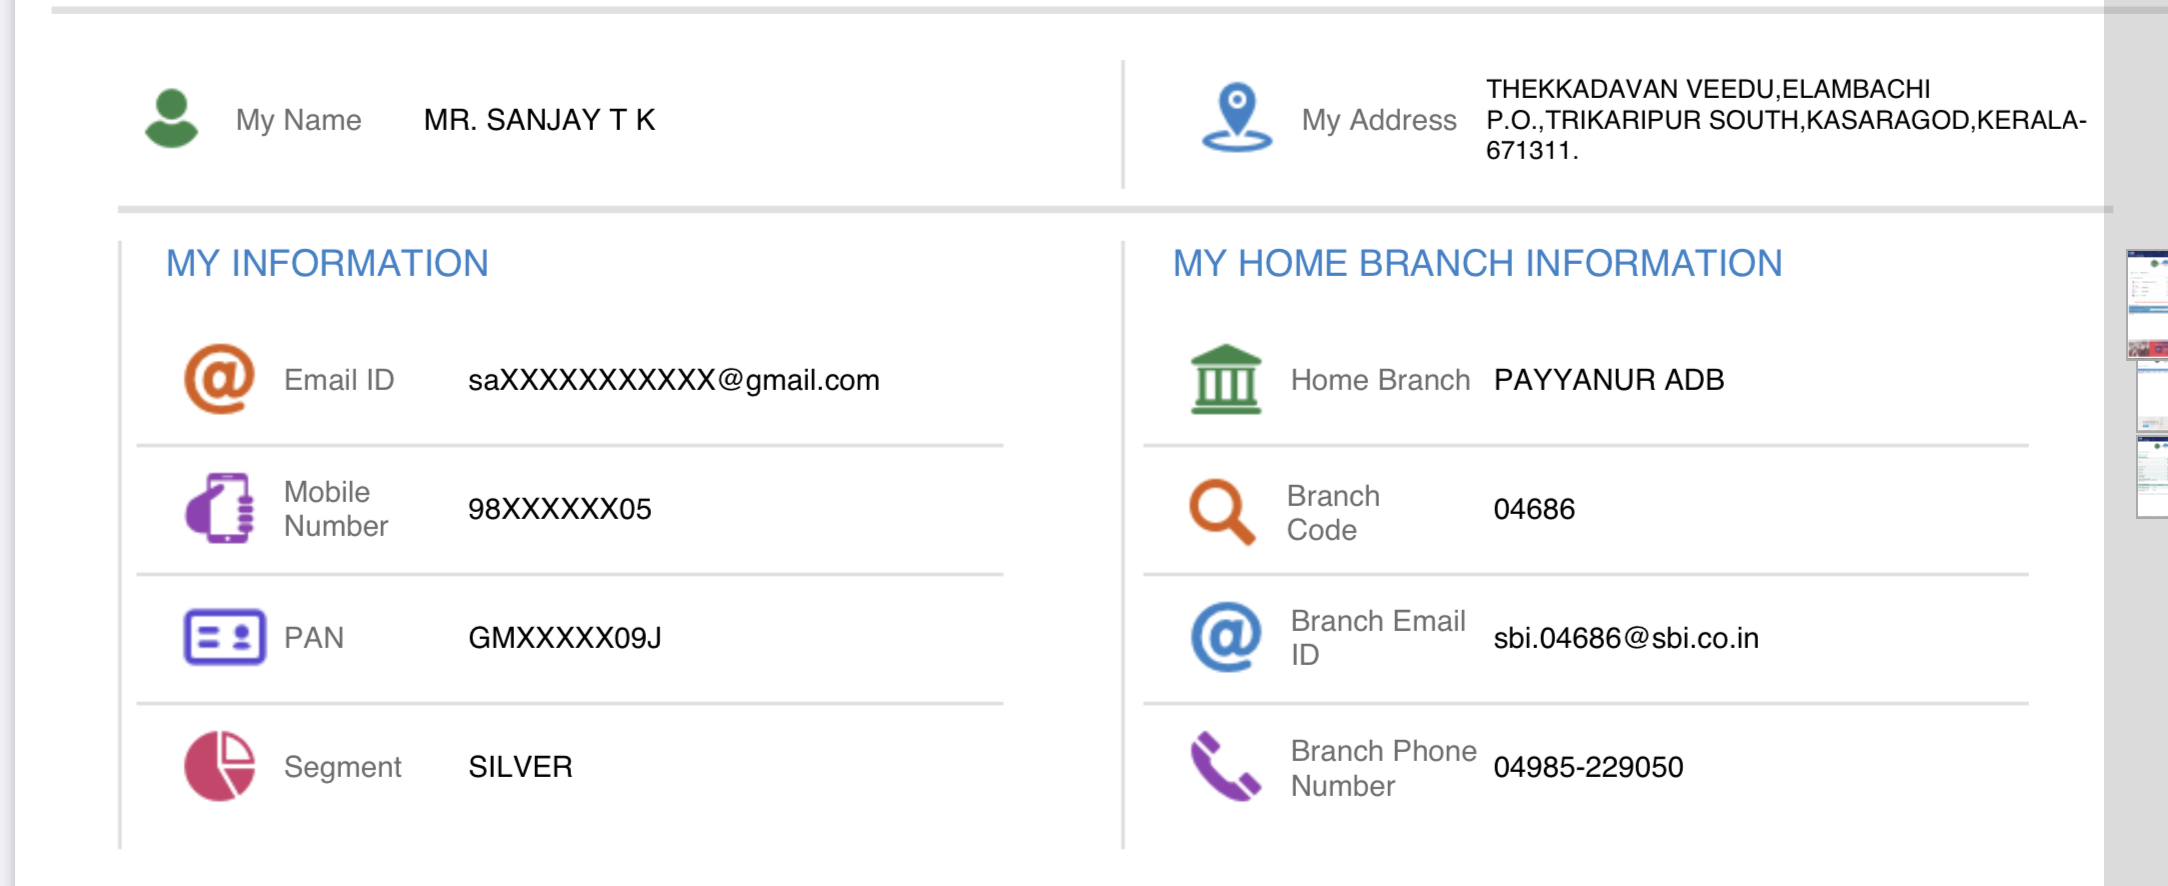 My Name MR. SANJAY T K
My Address THEKKADAVAN VEEDU,ELAMBACHI
P.O.,TRIKARIPUR SOUTH,KASARAGOD,KERALA-
671311.
MY INFORMATION
Email ID saXXXXXXXXXXX@gmail.com
Mobile
Number 98XXXXXX05
PAN GMXXXXX09J
Segment SILVER
MY HOME BRANCH INFORMATION
Home Branch PAYYANUR ADB
Branch
Code 04686
Branch Email
ID sbi.04686@sbi.co.in
Branch Phone
Number 04985-229050